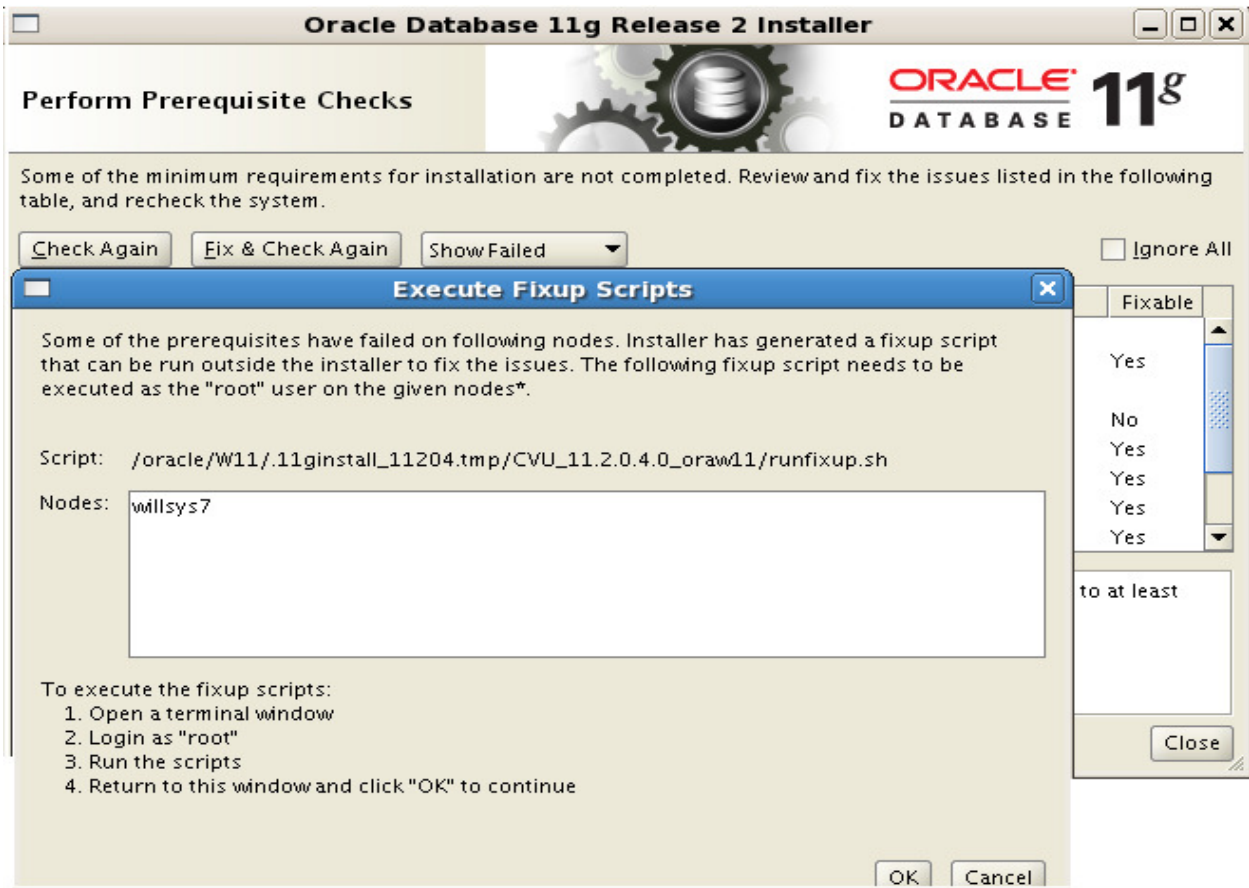 Oracle Database 11g Release 2 Installer
Perform Prerequisite Checks
ORACLE
DATABASE
11g
Some of the minimum requirements for installation are not completed. Review and fix the issues listed in the following
table, and recheck the system.
Check Again
Fix & Check Again
Show Failed
Ignore All
Execute Fixup Scripts
Fixable
Some of the prerequisites have failed on following nodes. Installer has generated a fixup script
that can be run outside the installer to fix the issues. The following fixup script needs to be
executed as the "root" user on the given nodes*.
Yes
No
Yes
Yes
Yes
Yes
Script: /oracle/W11/.11ginstall_11204.tmp/CVU_11.2.0.4.0_oraw11/runfixup.sh
Nodes: willsys7
to at least
To execute the fixup scripts:
1. Open a terminal window
2. Login as "root"
3. Run the scripts
4. Return to this window and click "OK" to continue
Close
OK
Cancel